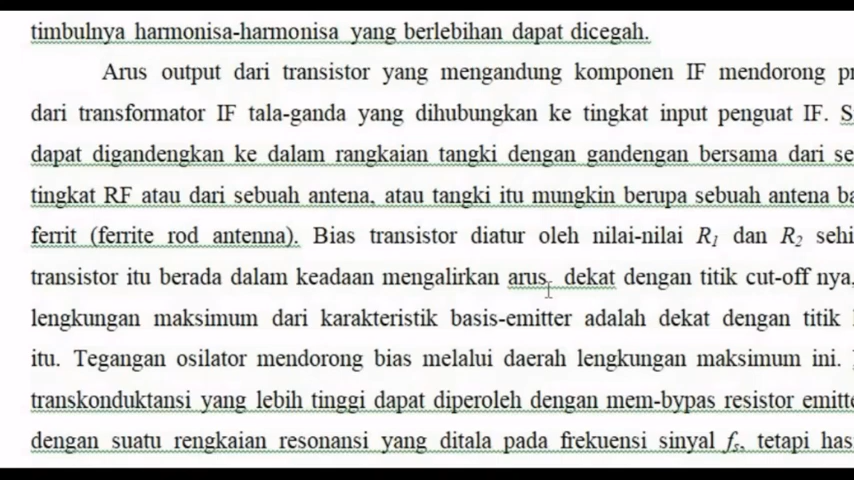 timbulnya harmonisa-harmonisa yang berlebihan dapat dicegah.
Arus output dari transistor yang mengandung komponen IF mendorong
dari transformator IF tala-ganda yang dihubungkan ke tingkat input penguat IF.
dapat digandengkan ke dalam rangkaian tangki dengan gandengan bersama dari
tingkat RF atau dari sebuah antena, atau tangki itu mungkin berupa sebuah antena
ferrit (ferrite rod antenna). Bias transistor diatur oleh nilai-nilai R1 dan R2
transistor itu berada dalam keadaan mengalirkan arus dekat dengan titik cut-off nya,
lengkungan maksimum dari karakteristik basis-emitter adalah dekat dengan titik
itu. Tegangan osilator mendorong bias melalui daerah lengkungan maksimum ini.
transkonduktansi yang lebih tinggi dapat diperoleh dengan mem-bypas resistor
dengan suatu rengkaian resonansi yang ditala pada frekuensi sinyal fs, tetapi